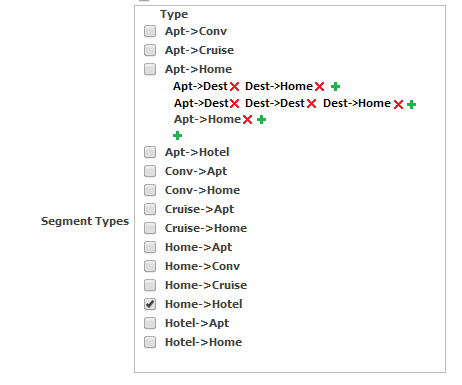 Type
Apt->Conv
Apt->Cruise
Apt->Home
Apt->Dest Dest->Home
Apt->Dest Dest->Dest Dest->Home
Apt->Home
Apt->Hotel
Conv->Apt
Conv->Home
Cruise->Apt
Segment Types
Cruise->Home
Home->Apt
Home->Conv
Home->Cruise
Home->Hotel
Hotel->Apt
Hotel->Home